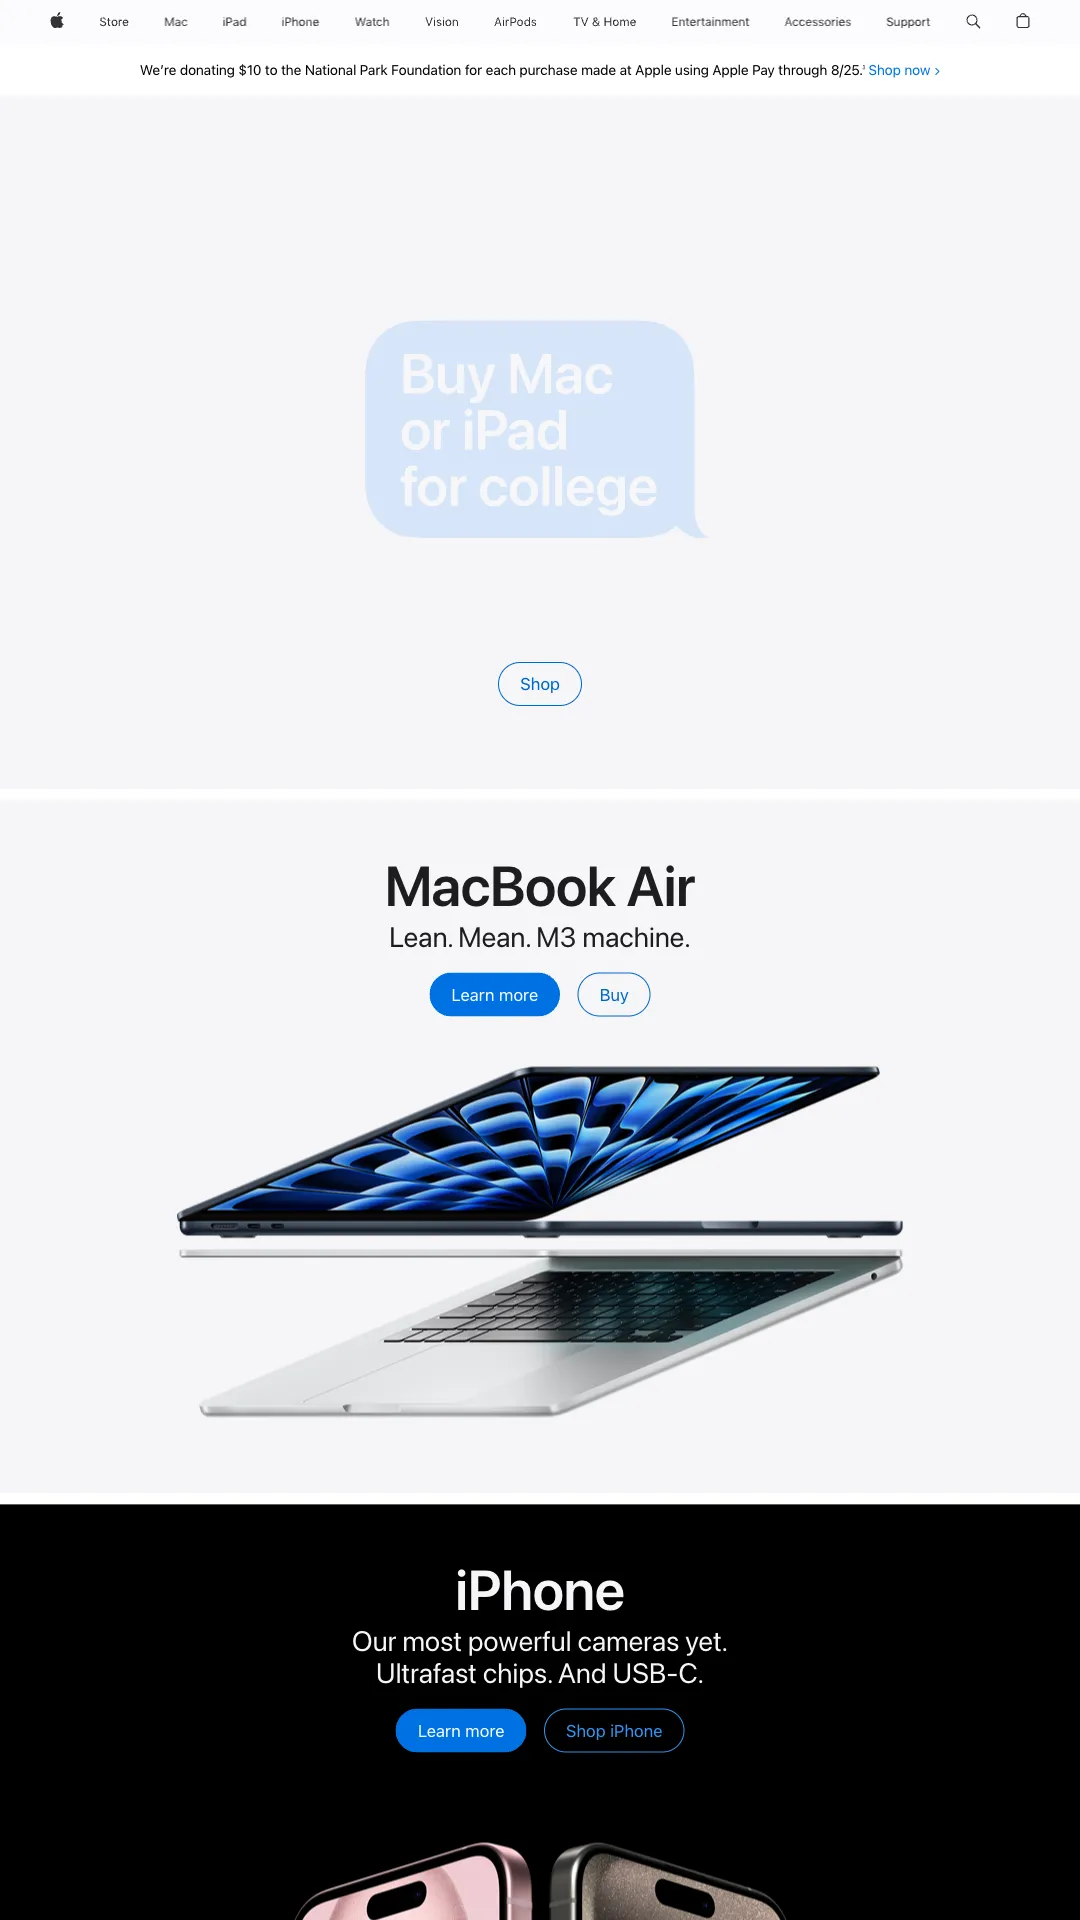 Store Mac iPad iPhone Watch Vision AirPods TV & Home Entertainment Accessories Support
We're donating $10 to the National Park Foundation for each purchase made at Apple using Apple Pay through 8/25.¹ Shop now >
Buy Mac
or iPad
for college
Shop
MacBook Air
Lean. Mean. M3 machine.
Learn more Buy
iPhone
Our most powerful cameras yet.
Ultrafast chips. And USB-C.
Learn more Shop iPhone